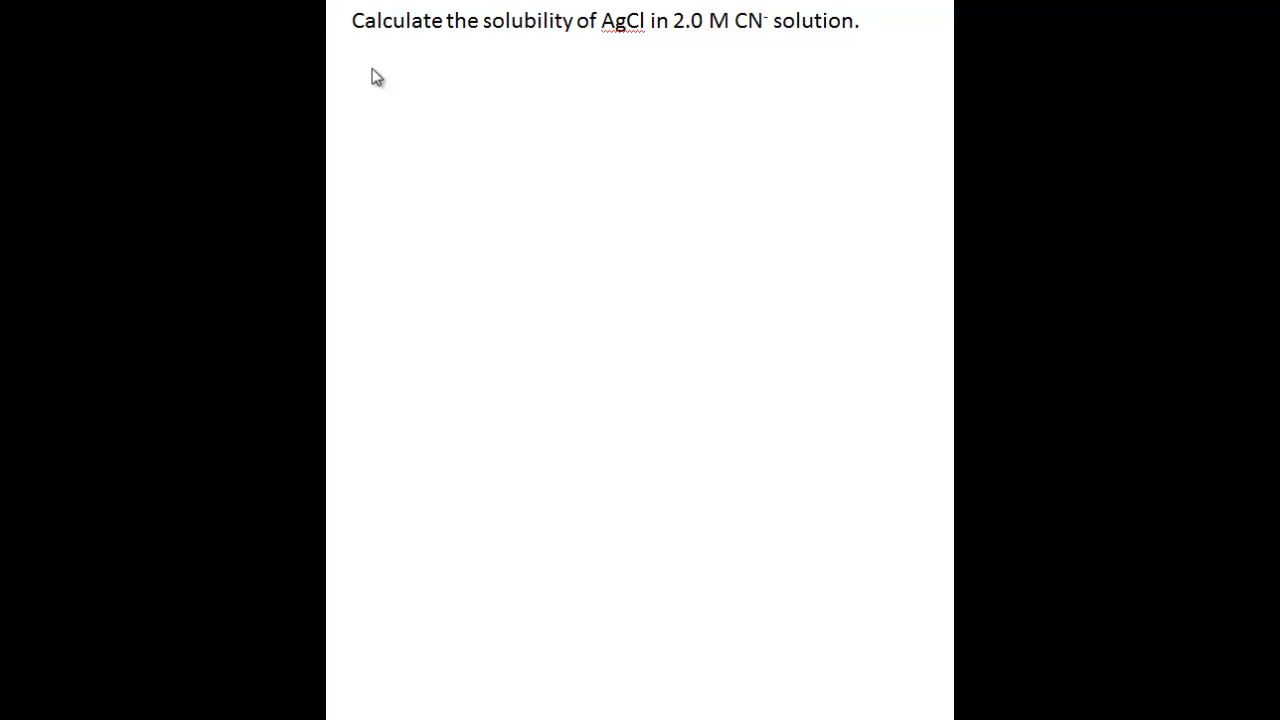 Calculate the solubility of AgCl in 2.0 M CN⁻ solution.